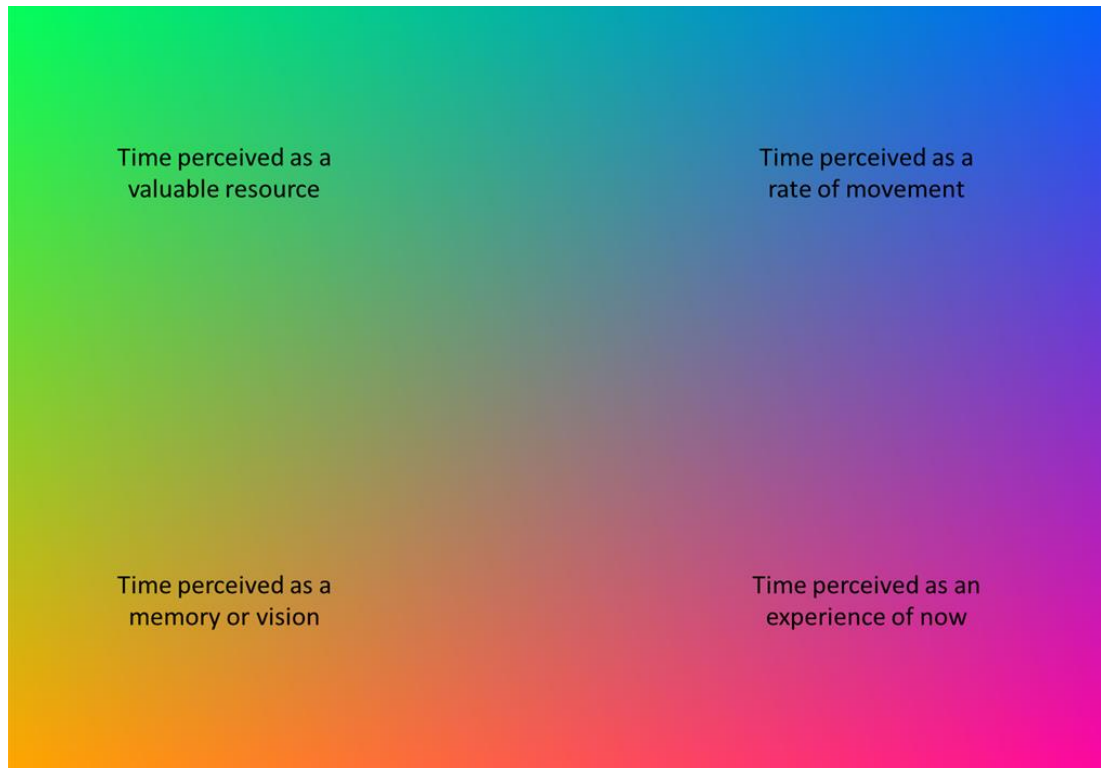 Time perceived as a
valuable resource
Time perceived as a
rate of movement
Time perceived as a
memory or vision
Time perceived as an
experience of now